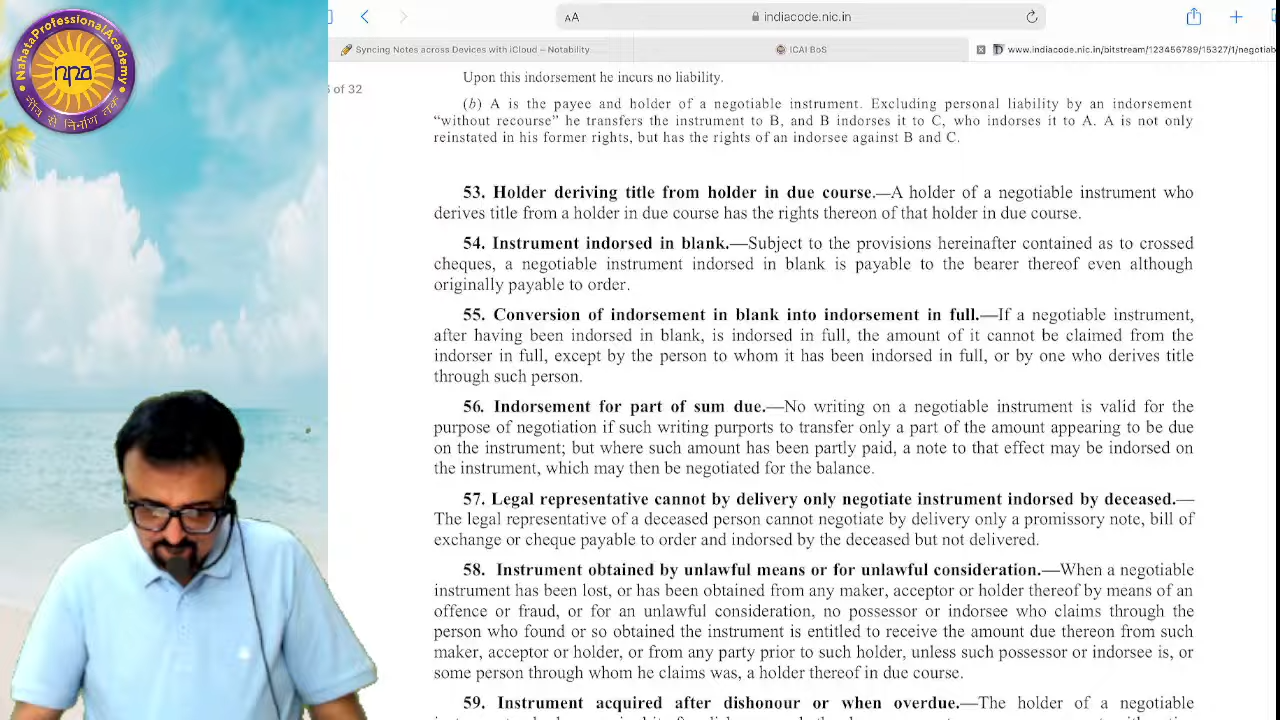 NahataProfessionalAcademy
npa
नींव से निर्माण तक
AA
indiacode.nic.in
Syncing Notes across Devices with iCloud – Notability
ICAI BoS
www.indiacode.nic.in/bitstream/123456789/15327/1/negotiab
of 32
Upon this indorsement he incurs no liability.
(b) A is the payee and holder of a negotiable instrument. Excluding personal liability by an indorsement
“without recourse” he transfers the instrument to B, and B indorses it to C, who indorses it to A. A is not only
reinstated in his former rights, but has the rights of an indorsee against B and C.
53. Holder deriving title from holder in due course.—A holder of a negotiable instrument who
derives title from a holder in due course has the rights thereon of that holder in due course.
54. Instrument indorsed in blank.—Subject to the provisions hereinafter contained as to crossed
cheques, a negotiable instrument indorsed in blank is payable to the bearer thereof even although
originally payable to order.
55. Conversion of indorsement in blank into indorsement in full.—If a negotiable instrument,
after having been indorsed in blank, is indorsed in full, the amount of it cannot be claimed from the
indorser in full, except by the person to whom it has been indorsed in full, or by one who derives title
through such person.
56. Indorsement for part of sum due.—No writing on a negotiable instrument is valid for the
purpose of negotiation if such writing purports to transfer only a part of the amount appearing to be due
on the instrument; but where such amount has been partly paid, a note to that effect may be indorsed on
the instrument, which may then be negotiated for the balance.
57. Legal representative cannot by delivery only negotiate instrument indorsed by deceased.—
The legal representative of a deceased person cannot negotiate by delivery only a promissory note, bill of
exchange or cheque payable to order and indorsed by the deceased but not delivered.
58. Instrument obtained by unlawful means or for unlawful consideration.—When a negotiable
instrument has been lost, or has been obtained from any maker, acceptor or holder thereof by means of an
offence or fraud, or for an unlawful consideration, no possessor or indorsee who claims through the
person who found or so obtained the instrument is entitled to receive the amount due thereon from such
maker, acceptor or holder, or from any party prior to such holder, unless such possessor or indorsee is, or
some person through whom he claims was, a holder thereof in due course.
59. Instrument acquired after dishonour or when overdue.—The holder of a negotiable